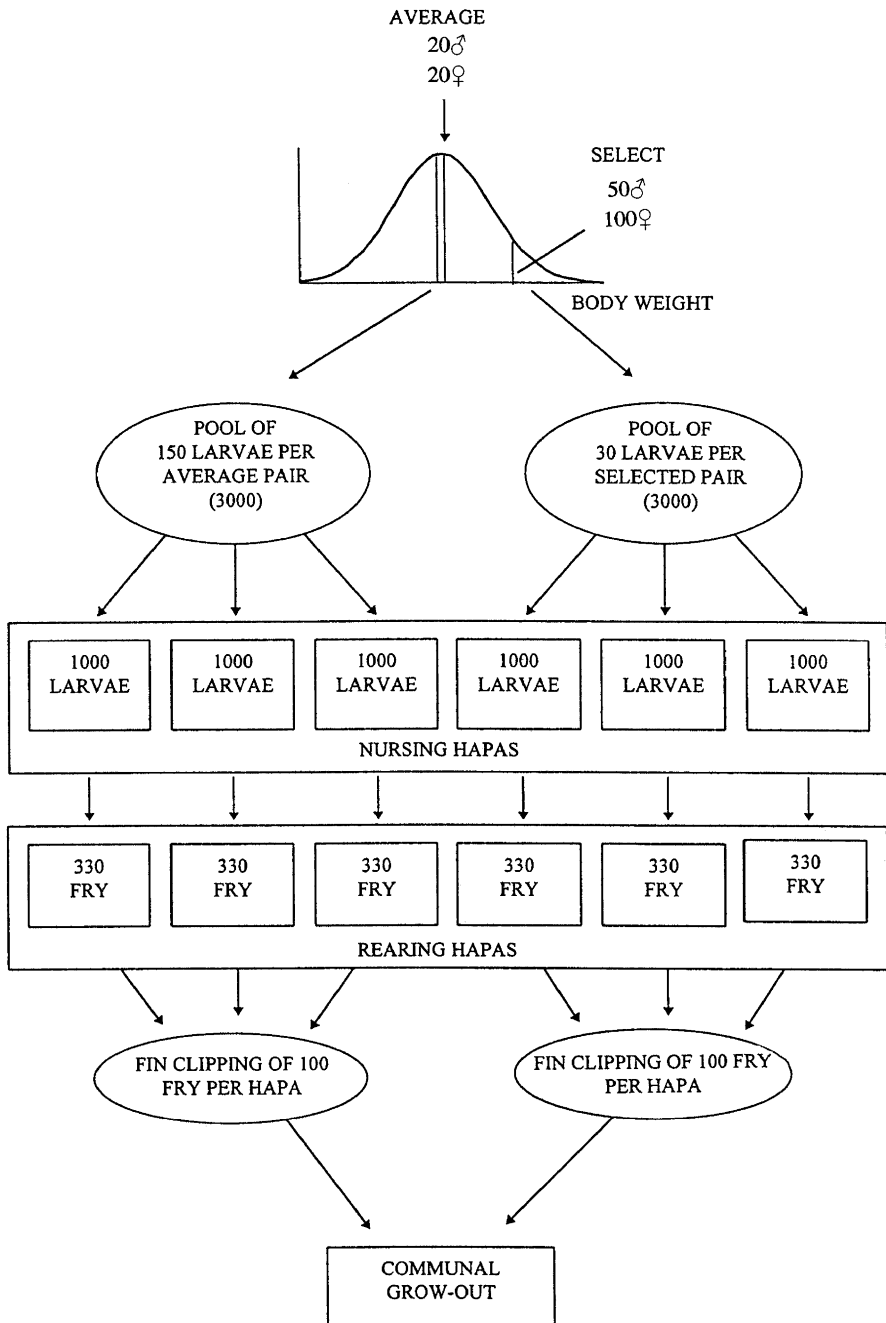 AVERAGE
20♂
20♀
SELECT
50♂
100♀
BODY WEIGHT
POOL OF
150 LARVAE PER
AVERAGE PAIR
(3000)
POOL OF
30 LARVAE PER
SELECTED PAIR
(3000)
1000
LARVAE
1000
LARVAE
1000
LARVAE
1000
LARVAE
1000
LARVAE
1000
LARVAE
NURSING HAPAS
330
FRY
330
FRY
330
FRY
330
FRY
330
FRY
330
FRY
REARING HAPAS
FIN CLIPPING OF 100
FRY PER HAPA
FIN CLIPPING OF 100 FRY
PER HAPA
COMMUNAL
GROW-OUT